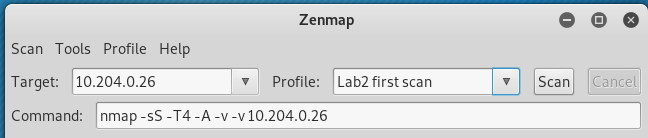 Zenmap
Scan Tools Profile Help
Target: 10.204.0.26 Profile: Lab2 first scan Scan Cancel
Command: nmap -sS -T4 -A -v -v 10.204.0.26